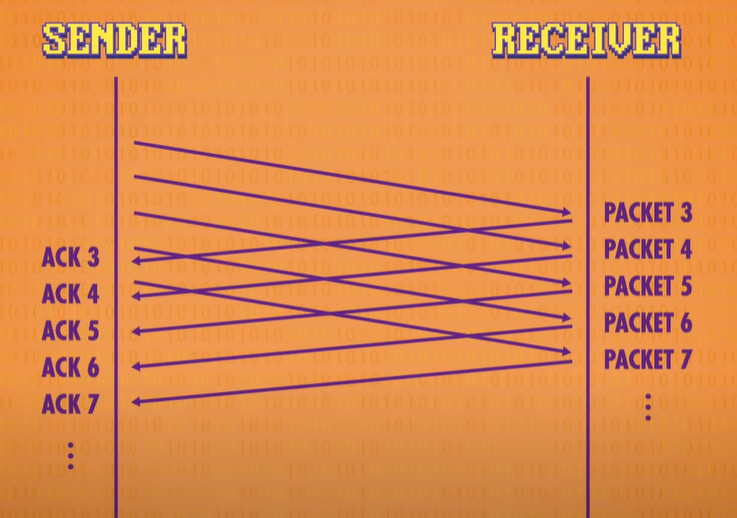 SENDER
RECEIVER
PACKET 3
PACKET 4
PACKET 5
PACKET 6
PACKET 7
ACK 3
ACK 4
ACK 5
ACK 6
ACK 7